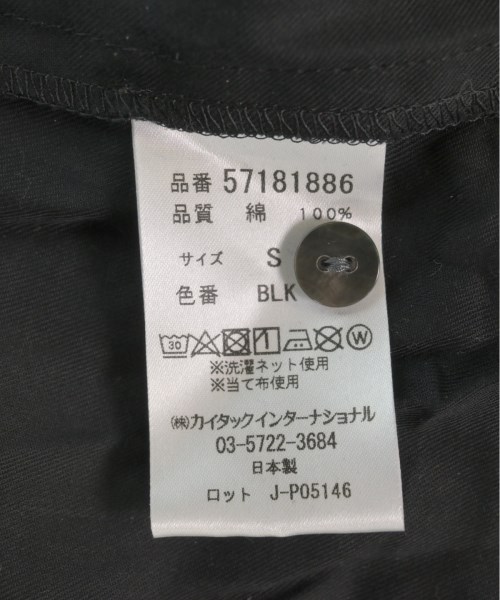 品番 57181886
品質 綿 100%
サイズ S
色番 BLK
30 W
※洗濯ネット使用
※当て布使用
㈱カイタックインターナショナル
03-5722-3684
日本製
ロット J-P05146